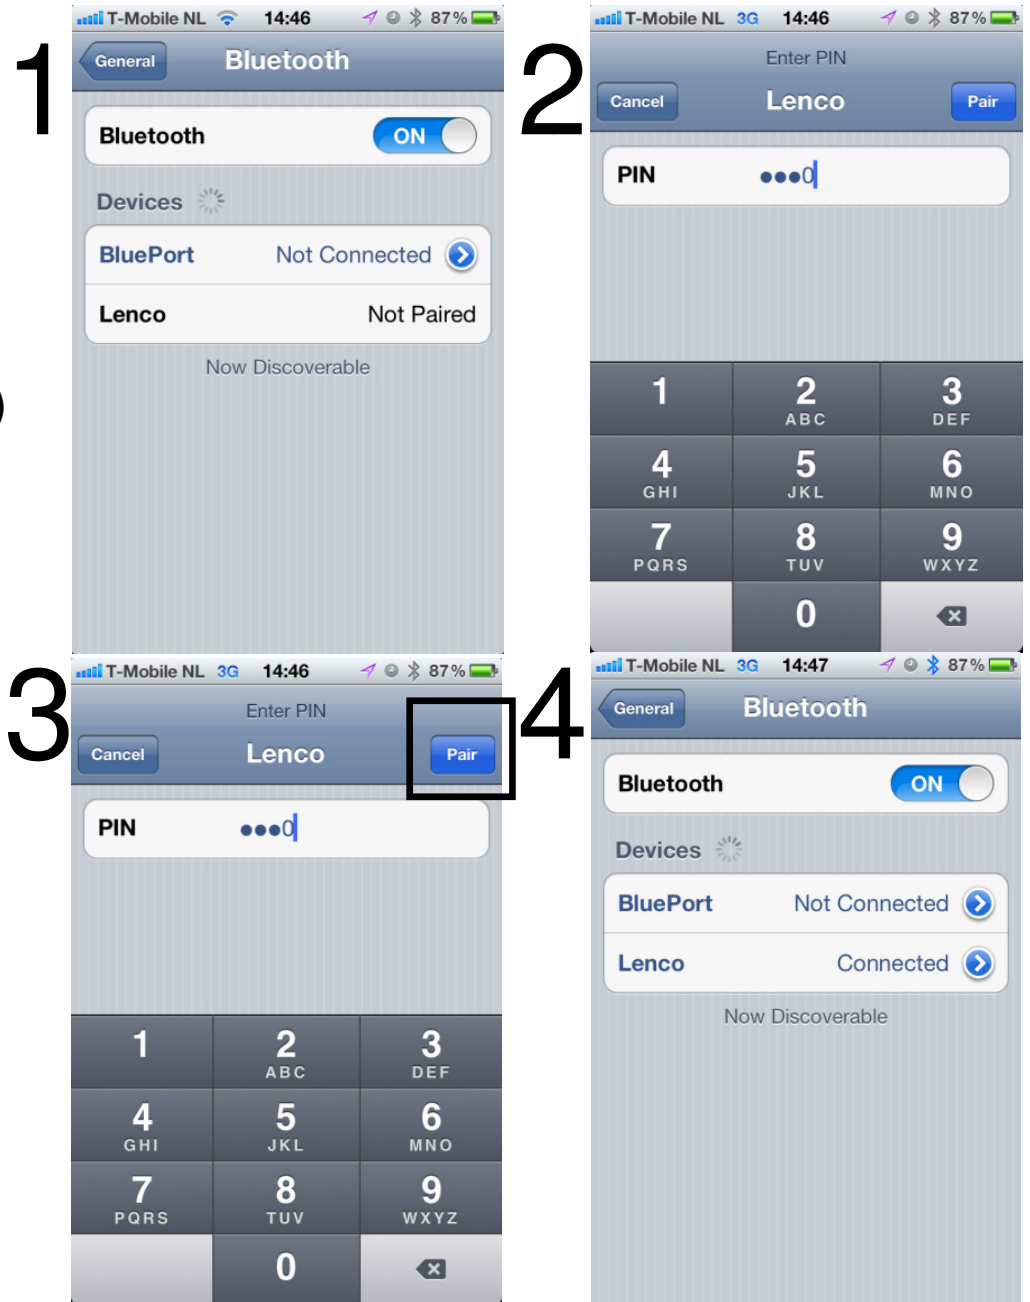 1
T-Mobile NL 14:46 87%
General Bluetooth
Bluetooth ON
Devices
BluePort Not Connected
Lenco Not Paired
Now Discoverable
2
T-Mobile NL 3G 14:46 87%
Enter PIN
Cancel Lenco Pair
PIN ●●●0
1 2 3
ABC DEF
4 5 6
GHI JKL MNO
7 8 9
PQRS TUV WXYZ
0
3
T-Mobile NL 3G 14:46 87%
Enter PIN
Cancel Lenco Pair
PIN ●●●0
1 2 3
ABC DEF
4 5 6
GHI JKL MNO
7 8 9
PQRS TUV WXYZ
0
4
T-Mobile NL 3G 14:47 87%
General Bluetooth
Bluetooth ON
Devices
BluePort Not Connected
Lenco Connected
Now Discoverable